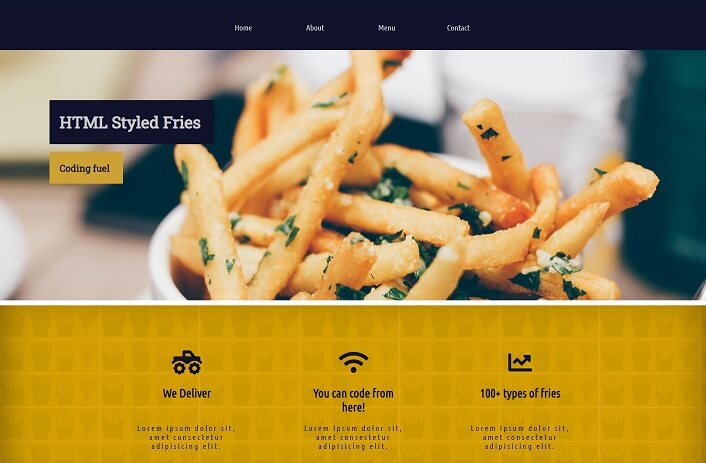 Home About Menu Contact
HTML Styled Fries
Coding fuel
We Deliver
Lorem ipsum dolor sit,
amet consectetur
adipisicing elit.
You can code from
here!
Lorem ipsum dolor sit,
amet consectetur
adipisicing elit.
100+ types of fries
Lorem ipsum dolor sit,
amet consectetur
adipisicing elit.